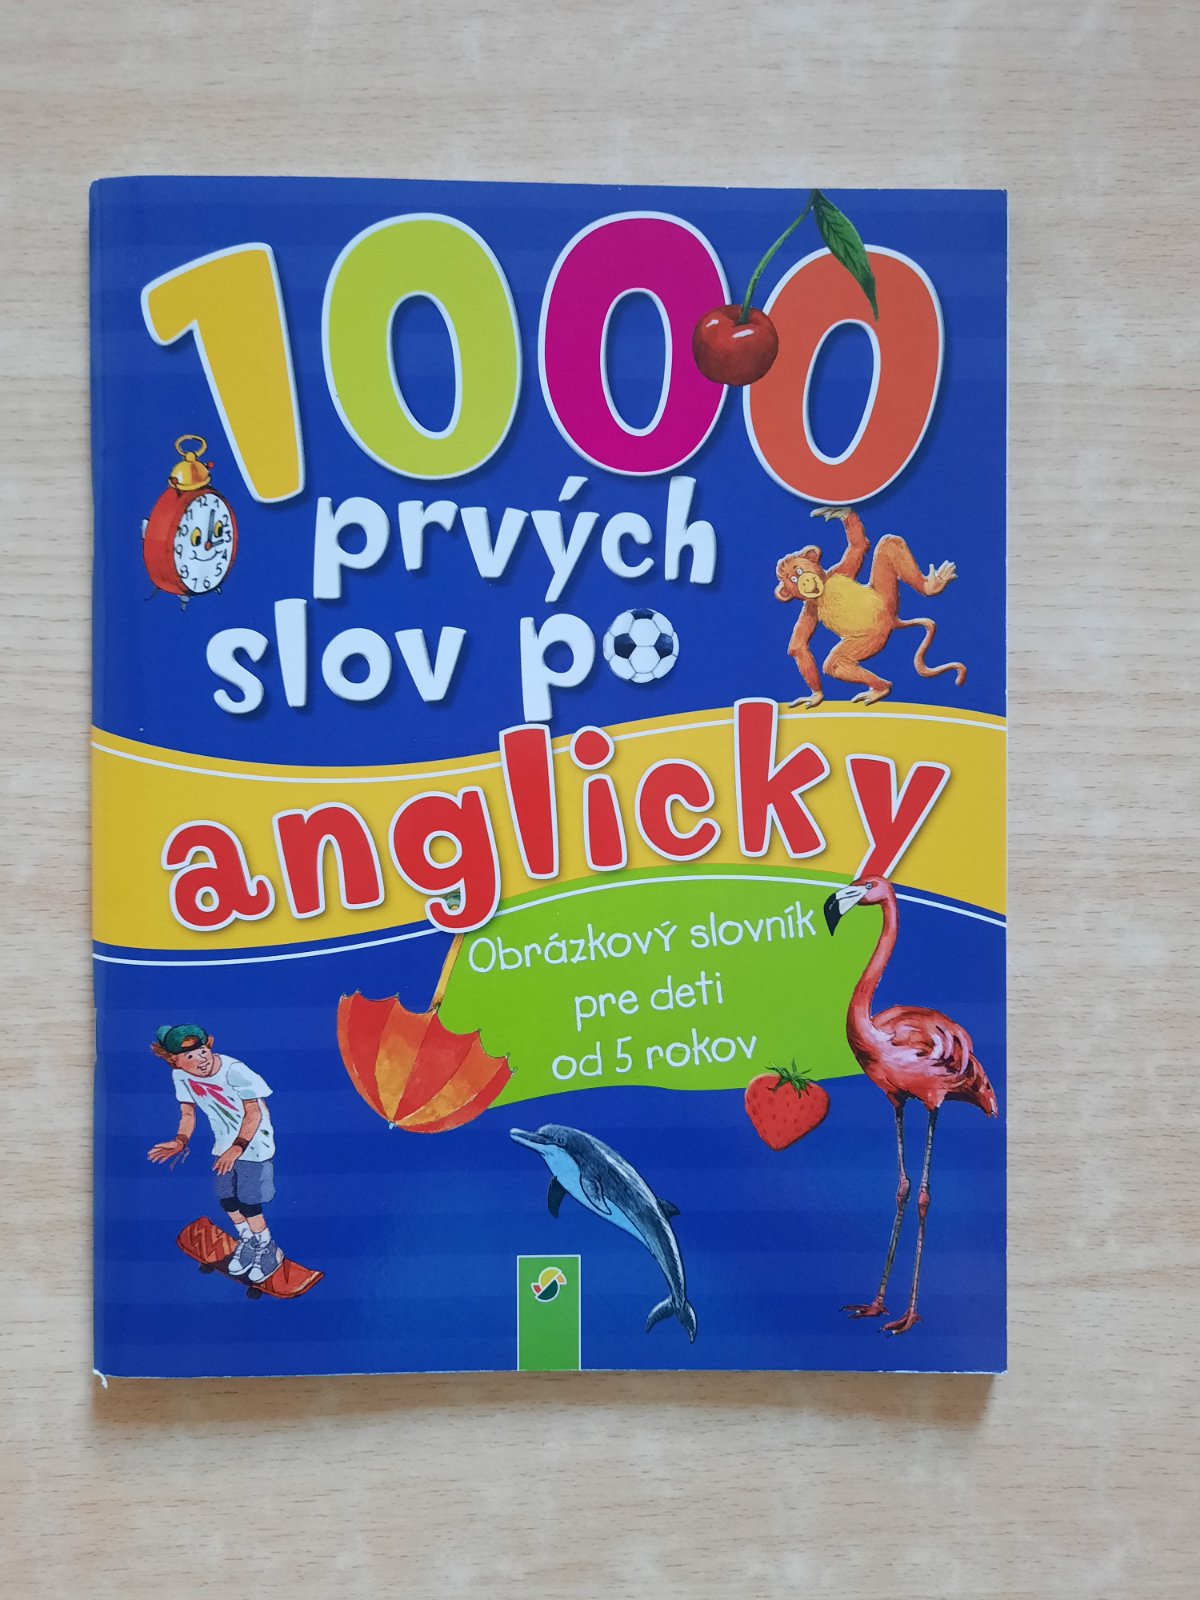 1000
prvých
slov po
anglicky
Obrázkový slovník
pre deti
od 5 rokov